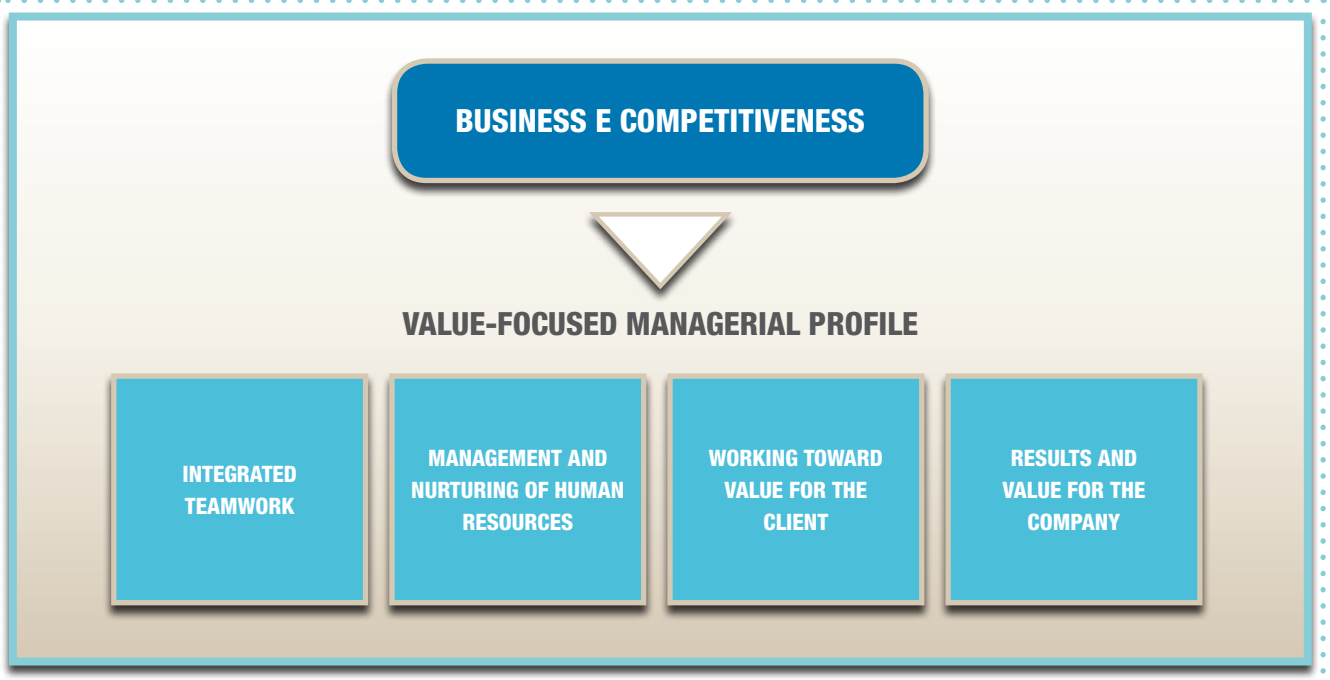 BUSINESS E COMPETITIVENESS
VALUE-FOCUSED MANAGERIAL PROFILE
INTEGRATED
TEAMWORK
MANAGEMENT AND
NURTURING OF HUMAN
RESOURCES
WORKING TOWARD
VALUE FOR THE
CLIENT
RESULTS AND
VALUE FOR THE
COMPANY